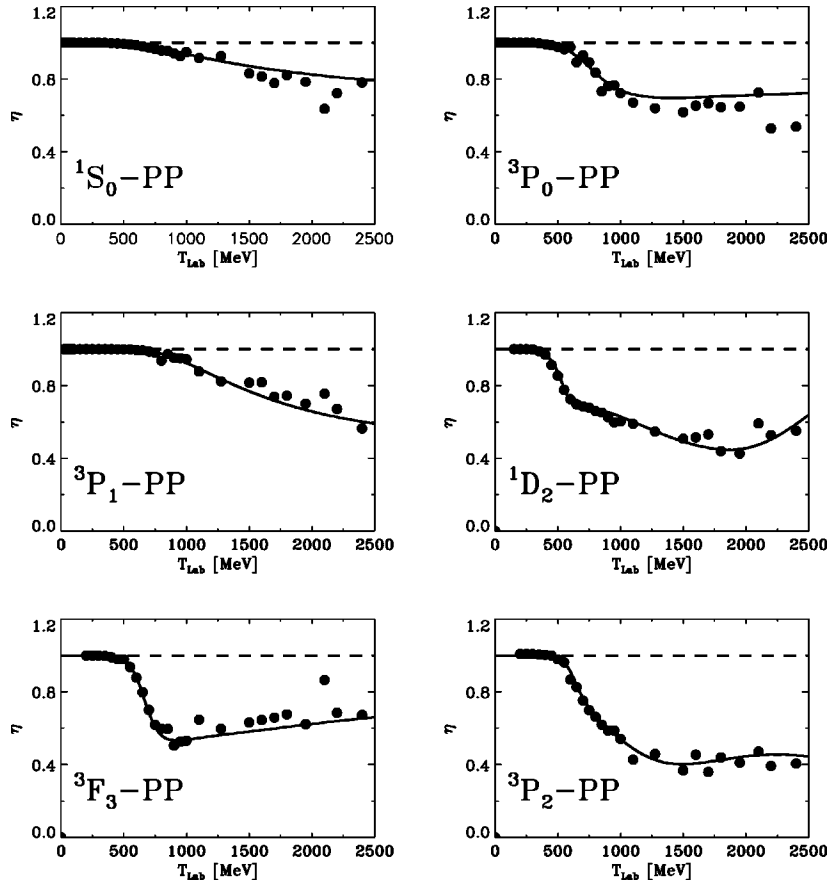 1.2 1.2
0.8 0.8
η η
0.4 0.4
¹S₀−PP ³P₀−PP
0.0 0.0
0 500 1000 1500 2000 2500 0 500 1000 1500 2000 2500
T_Lab [MeV] T_Lab [MeV]
1.2 1.2
0.8 0.8
η η
0.4 0.4
³P₁−PP ¹D₂−PP
0.0 0.0
0 500 1000 1500 2000 2500 0 500 1000 1500 2000 2500
T_Lab [MeV] T_Lab [MeV]
1.2 1.2
0.8 0.8
η η
0.4 0.4
³F₃−PP ³P₂−PP
0.0 0.0
0 500 1000 1500 2000 2500 0 500 1000 1500 2000 2500
T_Lab [MeV] T_Lab [MeV]